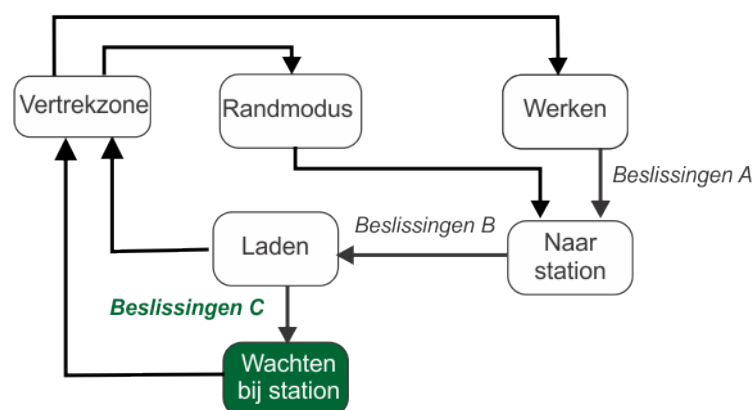 Vertrekzone
Randmodus
Werken
Beslissingen A
Beslissingen B
Laden
Naar
station
Beslissingen C
Wachten
bij station